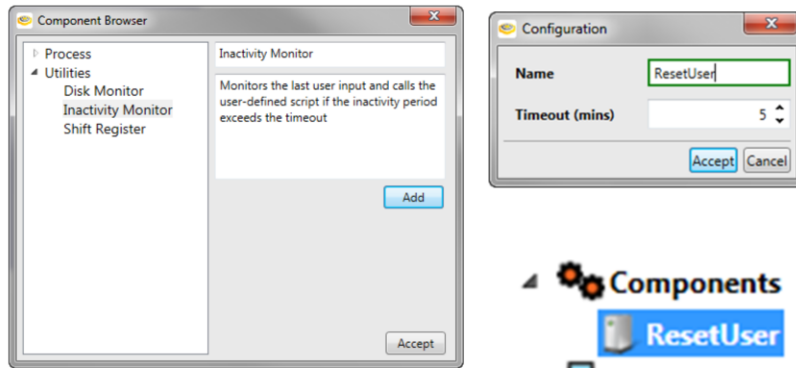 Component Browser
Process
Utilities
Disk Monitor
Inactivity Monitor
Shift Register
Inactivity Monitor
Monitors the last user input and calls the
user-defined script if the inactivity period
exceeds the timeout
Add
Accept
Configuration
Name
ResetUser
Timeout (mins)
5
Accept
Cancel
Components
ResetUser